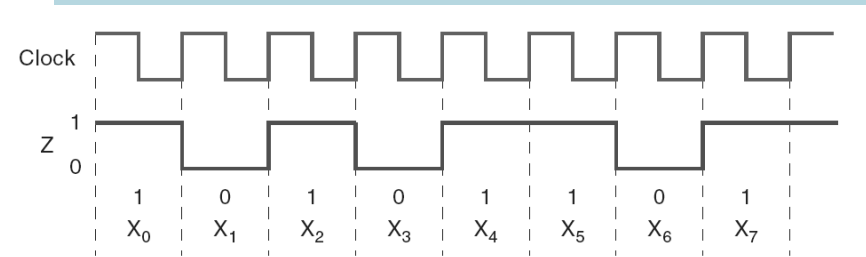 Clock
1
Z
0
1 0 1 0 1 1 0 1
X₀ X₁ X₂ X₃ X₄ X₅ X₆ X₇